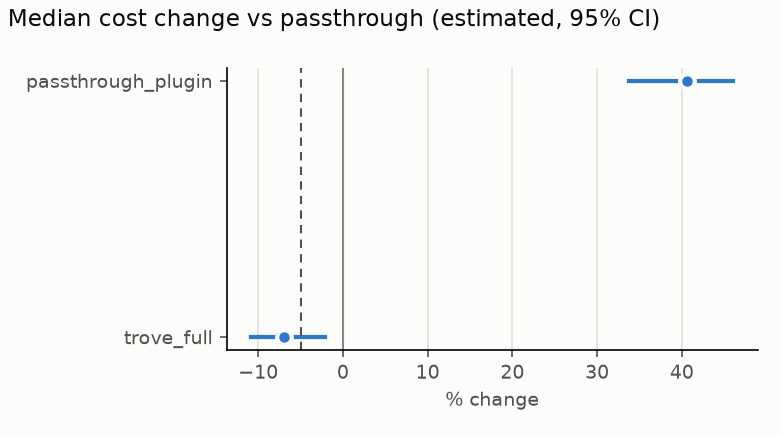 Median cost change vs passthrough (estimated, 95% CI)
passthrough_plugin
trove_full
−10 0 10 20 30 40
% change